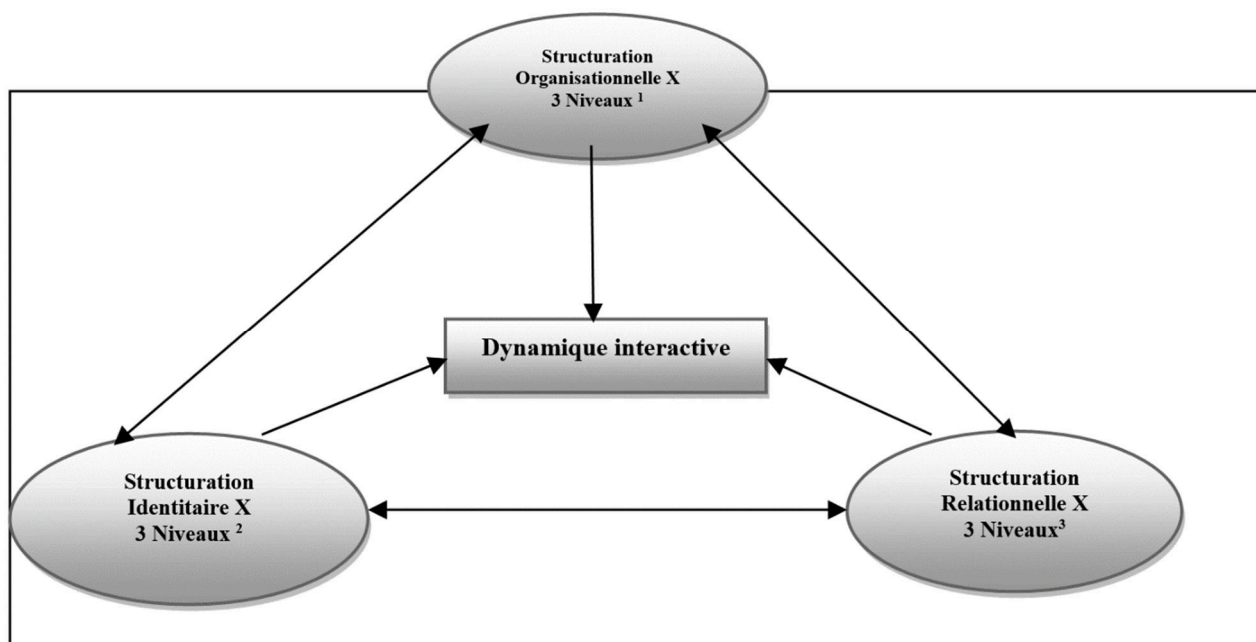 Structuration
Organisationnelle X
3 Niveaux ¹
Dynamique interactive
Structuration
Identitaire X
3 Niveaux ²
Structuration
Relationnelle X
3 Niveaux³